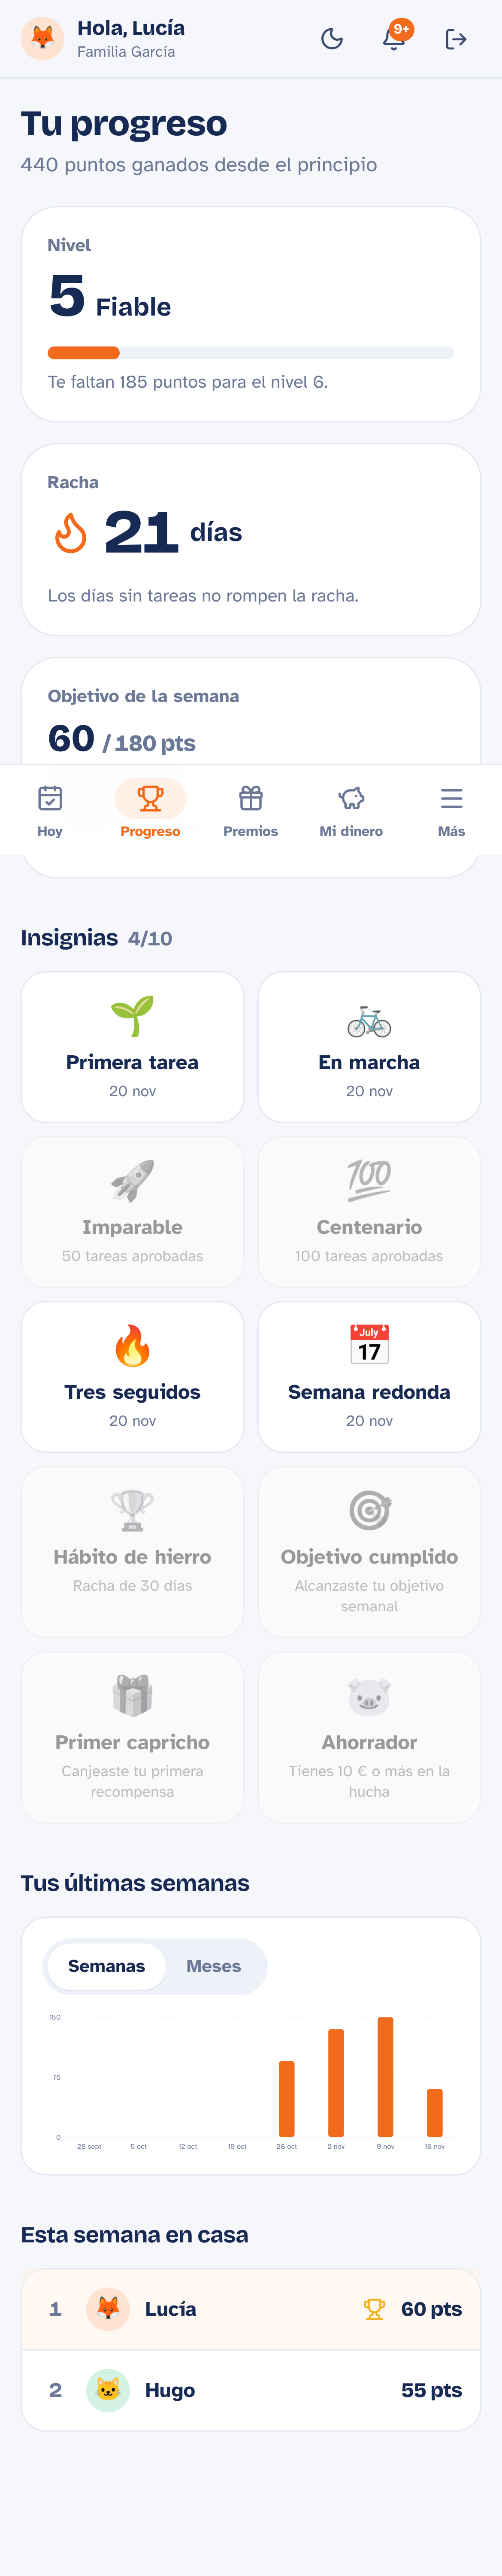 Hola, Lucía
Familia García
9+
Tu progreso
440 puntos ganados desde el principio
Nivel
5 Fiable
Te faltan 185 puntos para el nivel 6.
Racha
21 días
Los días sin tareas no rompen la racha.
Objetivo de la semana
60 / 180 pts
Hoy
Progreso
Premios
Mi dinero
Más
Insignias 4/10
Primera tarea
20 nov
En marcha
20 nov
Imparable
50 tareas aprobadas
100
Centenario
100 tareas aprobadas
Tres seguidos
20 nov
July
17
Semana redonda
20 nov
Hábito de hierro
Racha de 30 días
Objetivo cumplido
Alcanzaste tu objetivo
semanal
Primer capricho
Canjeaste tu primera
recompensa
Ahorrador
Tienes 10 € o más en la
hucha
Tus últimas semanas
Semanas
Meses
150
75
0
28 sept
5 oct
12 oct
19 oct
26 oct
2 nov
9 nov
16 nov
Esta semana en casa
1 Lucía 60 pts
2 Hugo 55 pts